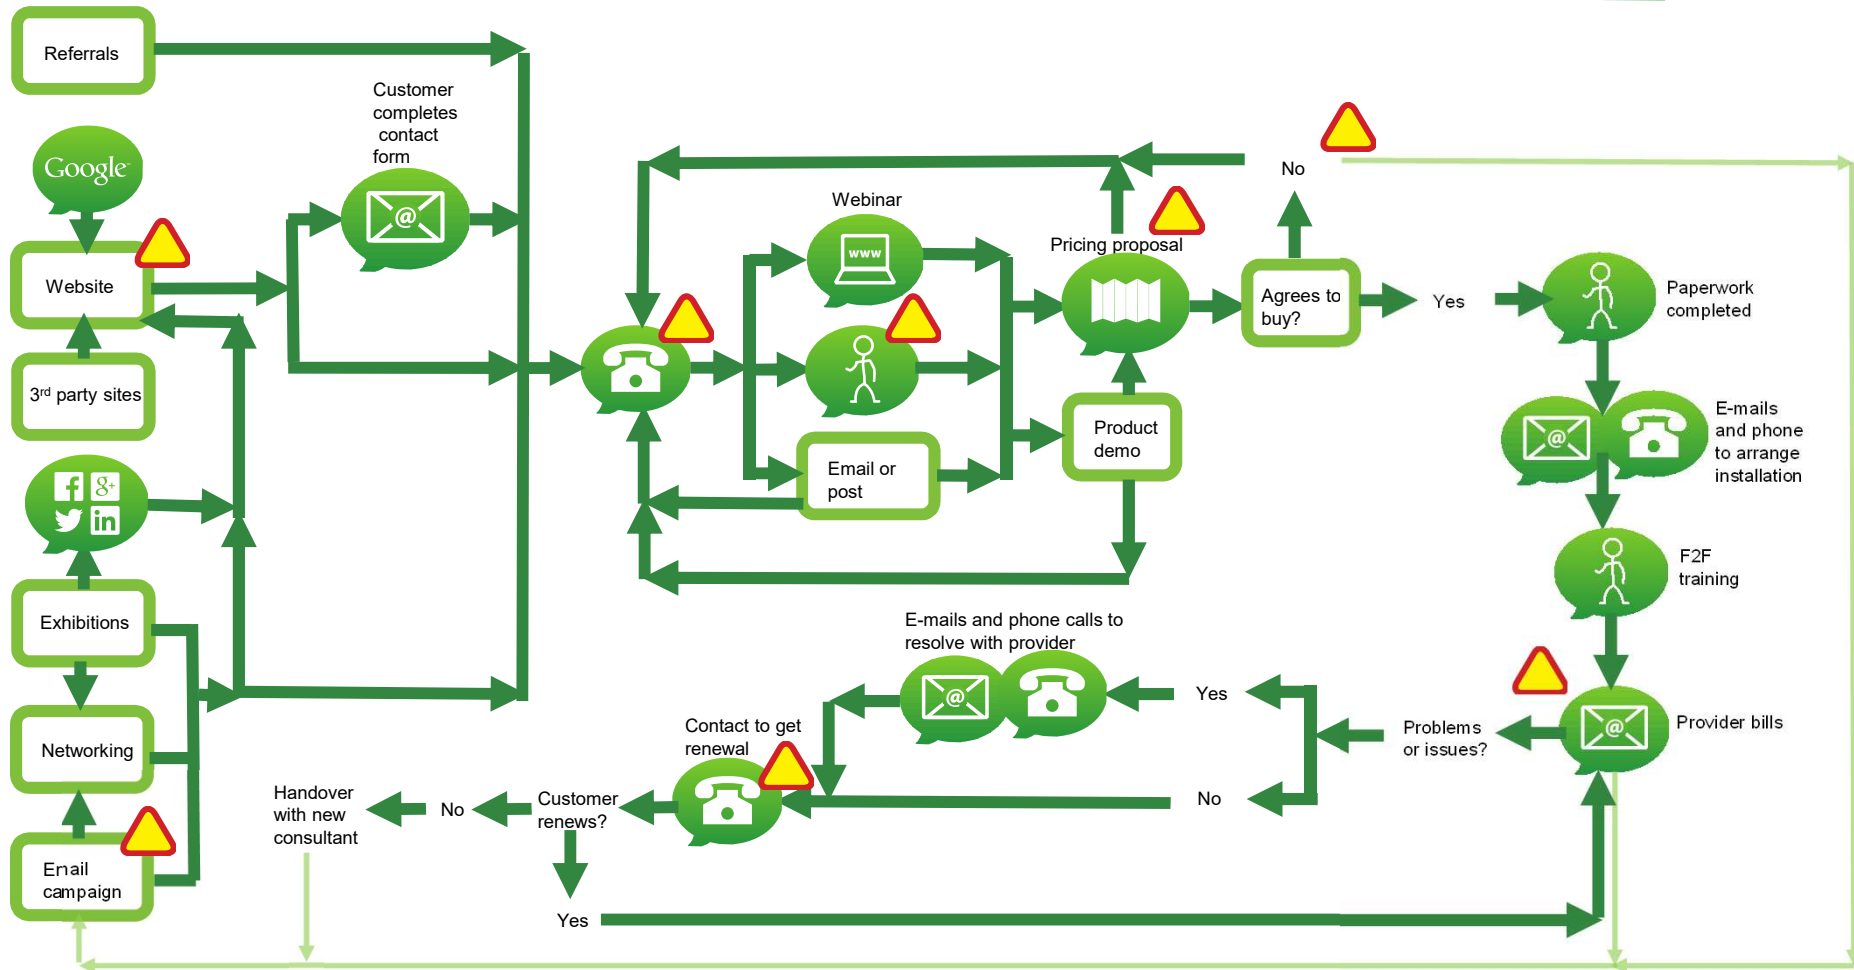 Referrals
Customer
completes
contact
form
Google
Website
3rd party sites
f
g+
in
Exhibitions
Networking
Email
campaign
@
Webinar
www
Email or
post
Pricing proposal
Product
demo
No
Agrees to
buy?
Yes
Paperwork
completed
@
E-mails
and phone
to arrange
installation
F2F
training
@
Provider bills
Problems
or issues?
Yes
No
E-mails and phone calls to
resolve with provider
@
Contact to get
renewal
Customer
renews?
No
Handover
with new
consultant
Yes